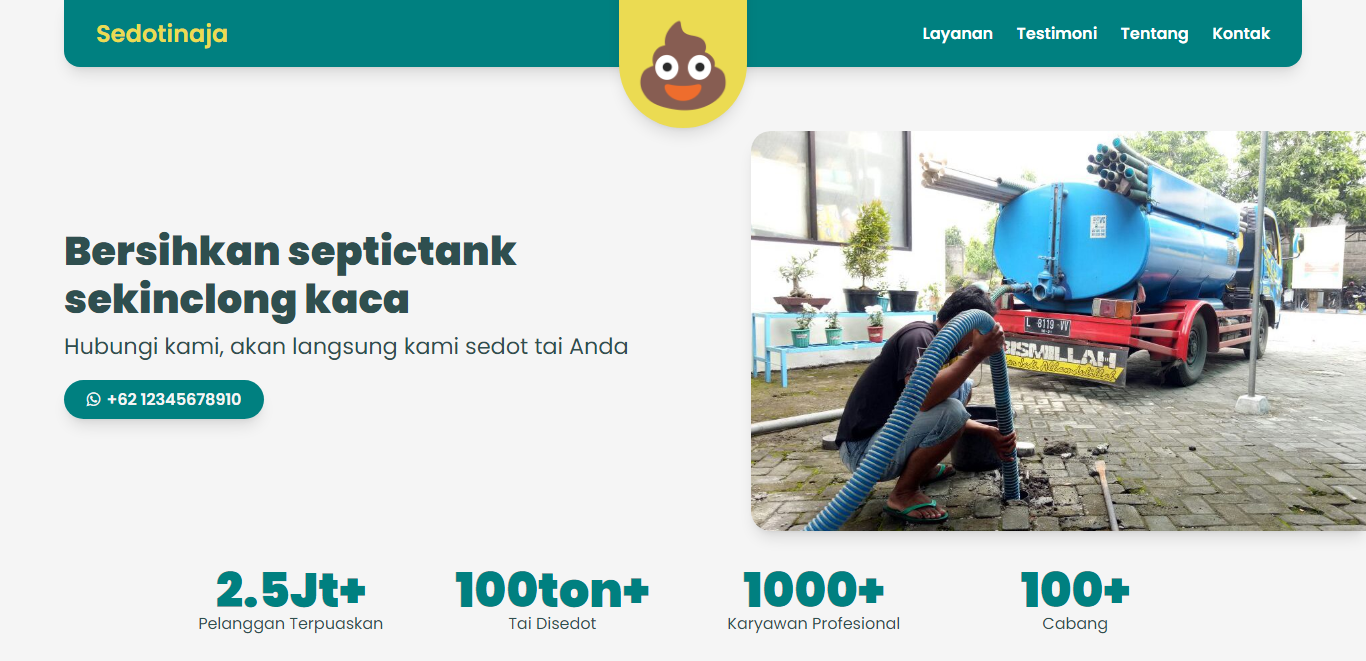 Sedotinaja
Layanan Testimoni Tentang Kontak
Bersihkan septictank
sekinclong kaca
Hubungi kami, akan langsung kami sedot tai Anda
+62 12345678910
L 8119 VV
BISMILLAH
2.5Jt+ 100ton+ 1000+ 100+
Pelanggan Terpuaskan Tai Disedot Karyawan Profesional Cabang